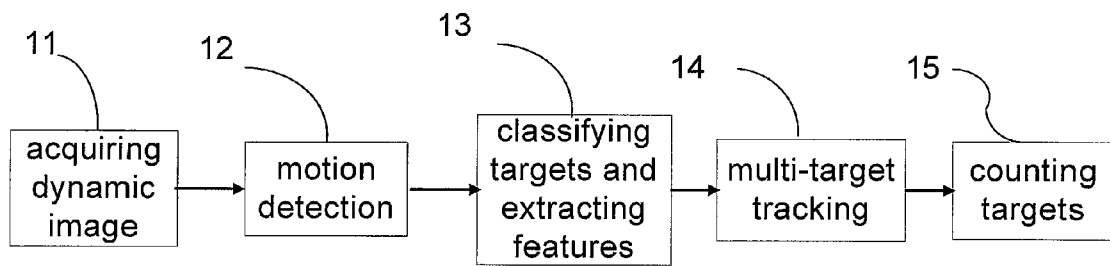 11
12
13
14
15
acquiring
dynamic
image
motion
detection
classifying
targets and
extracting
features
multi-target
tracking
counting
targets